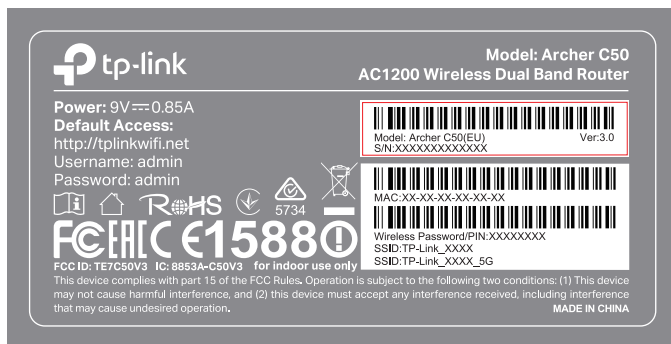 tp-link
Model: Archer C50
AC1200 Wireless Dual Band Router
Power: 9V⎓0.85A
Default Access:
http://tplinkwifi.net
Username: admin
Password: admin
Model: Archer C50(EU) Ver:3.0
S/N:XXXXXXXXXXXXX
MAC:XX-XX-XX-XX-XX-XX
Wireless Password/PIN:XXXXXXXX
SSID:TP-Link_XXXX
SSID:TP-Link_XXXX_5G
RoHS
5734
FC EAC CE1588
FCC ID: TE7C50V3 IC: 8853A-C50V3 for indoor use only
This device complies with part 15 of the FCC Rules. Operation is subject to the following two conditions: (1) This device
may not cause harmful interference, and (2) this device must accept any interference received, including interference
that may cause undesired operation.
MADE IN CHINA